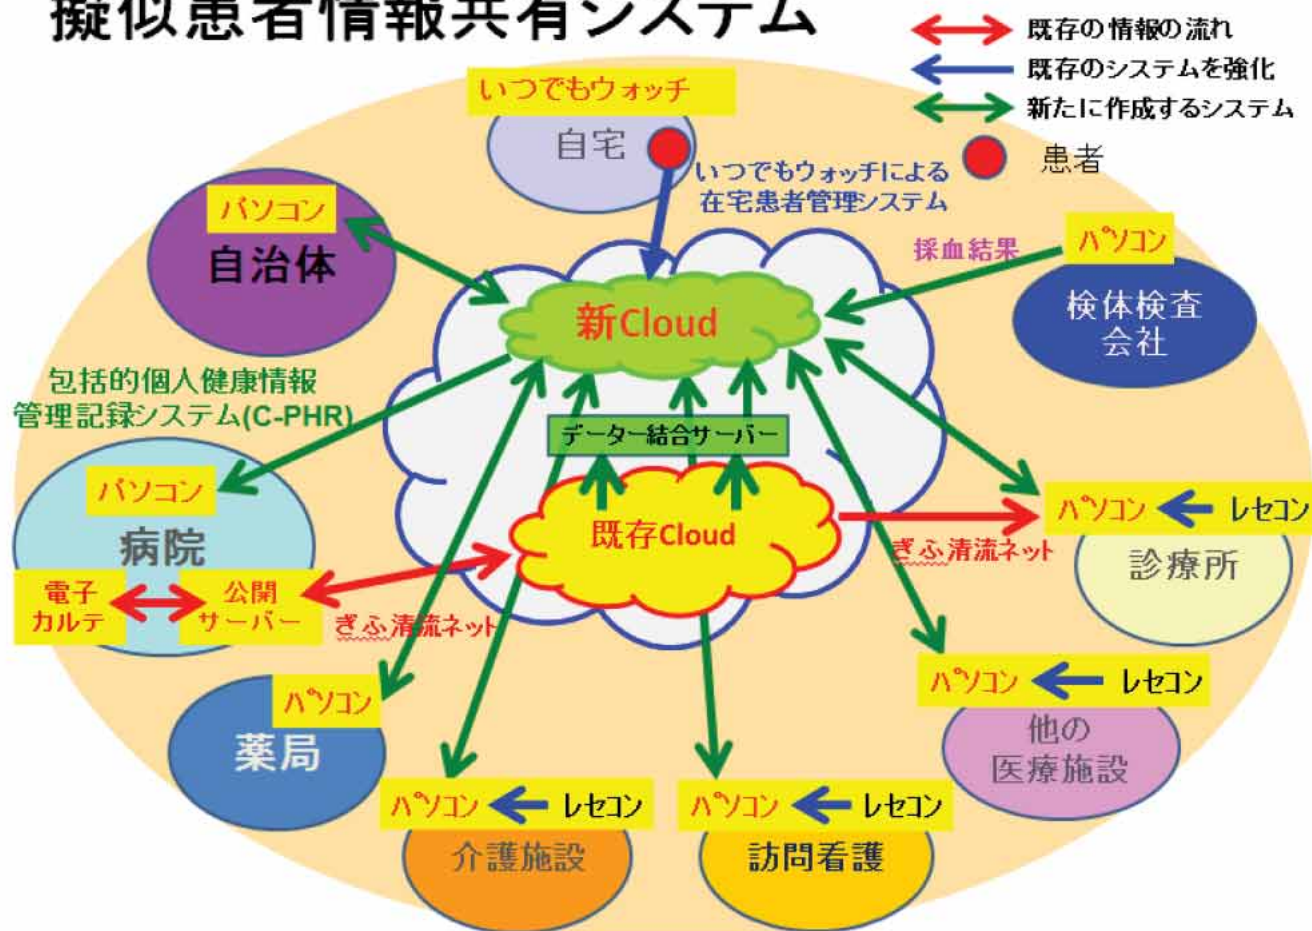 擬似患者情報共有システム
既存の情報の流れ
既存のシステムを強化
新たに作成するシステム
患者
いつでもウォッチ
自宅
いつでもウォッチによる
在宅患者管理システム
パソコン
自治体
採血結果
パソコン
検体検査
会社
新Cloud
包括的個人健康情報
管理記録システム(C-PHR)
データー結合サーバー
パソコン
病院
既存Cloud
パソコン
レセコン
ぎふ清流ネット
診療所
電子
カルテ
公開
サーバー
ぎふ清流ネット
パソコン
薬局
パソコン
レセコン
他の
医療施設
パソコン
レセコン
介護施設
パソコン
レセコン
訪問看護